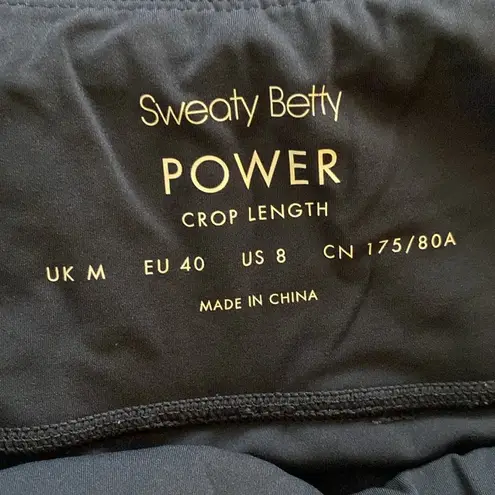 Sweaty Betty
POWER
CROP LENGTH
UK M EU 40 US 8 CN 175/80A
MADE IN CHINA